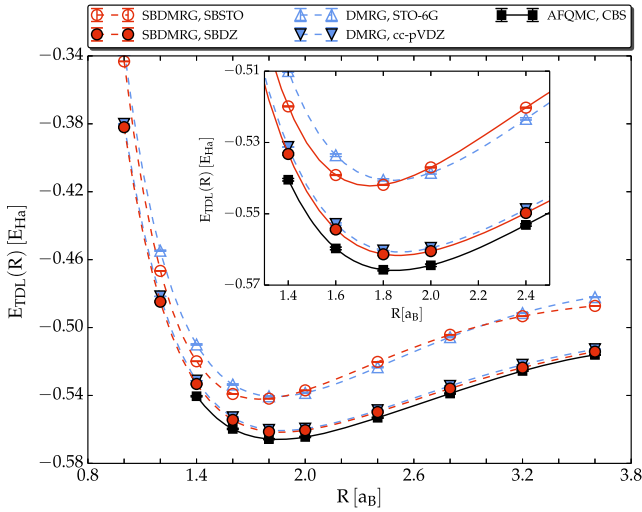 SBDMRG, SBSTO DMRG, STO-6G AFQMC, CBS
SBDMRG, SBDZ DMRG, cc-pVDZ
−0.34
−0.38
−0.42
−0.46
−0.50
−0.54
−0.58
E_TDL(R) [E_Ha]
0.8 1.4 2.0 2.6 3.2 3.8
R [a_B]
−0.51
−0.53
−0.55
−0.57
E_TDL(R) [E_Ha]
1.4 1.6 1.8 2.0 2.2 2.4
R[a_B]